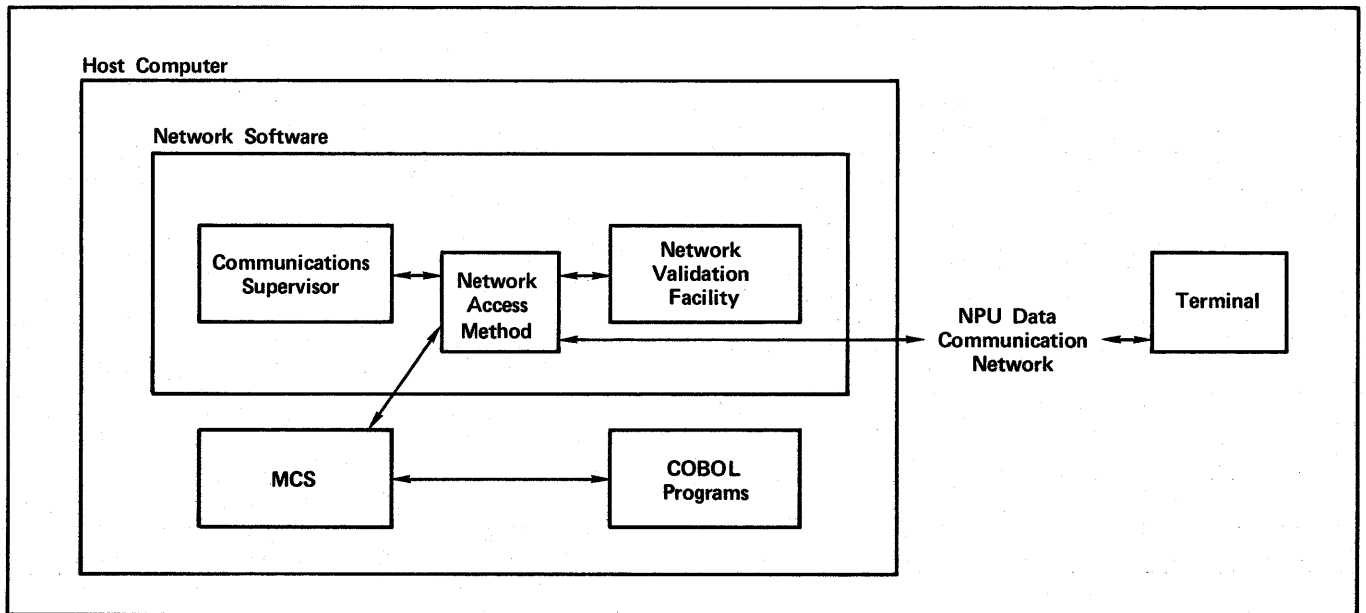 Host Computer
Network Software
Communications
Supervisor
Network
Access
Method
Network
Validation
Facility
NPU Data
Communication
Network
Terminal
MCS
COBOL
Programs